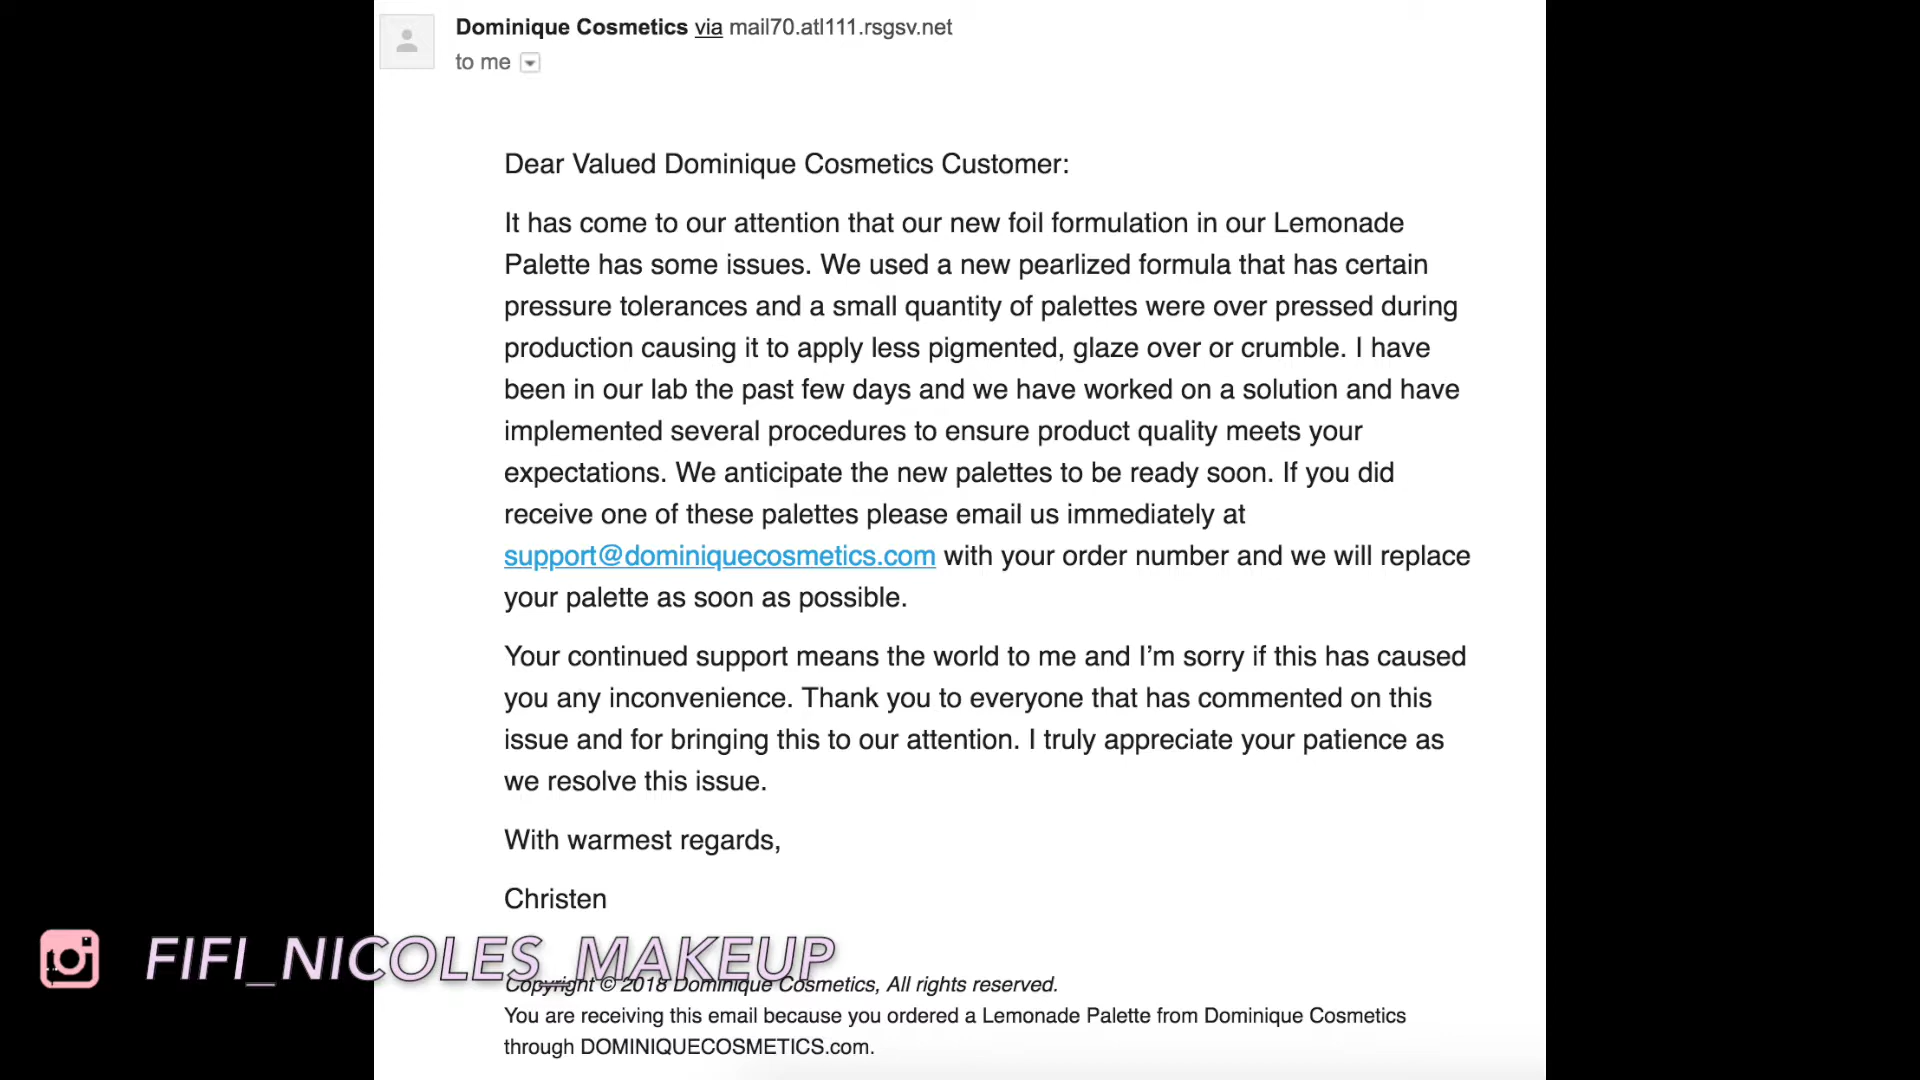 Dominique Cosmetics via mail70.atl111.rsgsv.net
to me
Dear Valued Dominique Cosmetics Customer:
It has come to our attention that our new foil formulation in our Lemonade
Palette has some issues. We used a new pearlized formula that has certain
pressure tolerances and a small quantity of palettes were over pressed during
production causing it to apply less pigmented, glaze over or crumble. I have
been in our lab the past few days and we have worked on a solution and have
implemented several procedures to ensure product quality meets your
expectations. We anticipate the new palettes to be ready soon. If you did
receive one of these palettes please email us immediately at
support@dominiquecosmetics.com with your order number and we will replace
your palette as soon as possible.
Your continued support means the world to me and I’m sorry if this has caused
you any inconvenience. Thank you to everyone that has commented on this
issue and for bringing this to our attention. I truly appreciate your patience as
we resolve this issue.
With warmest regards,
Christen
FIFI_NICOLES_MAKEUP
Copyright © 2018 Dominique Cosmetics, All rights reserved.
You are receiving this email because you ordered a Lemonade Palette from Dominique Cosmetics
through DOMINIQUECOSMETICS.com.